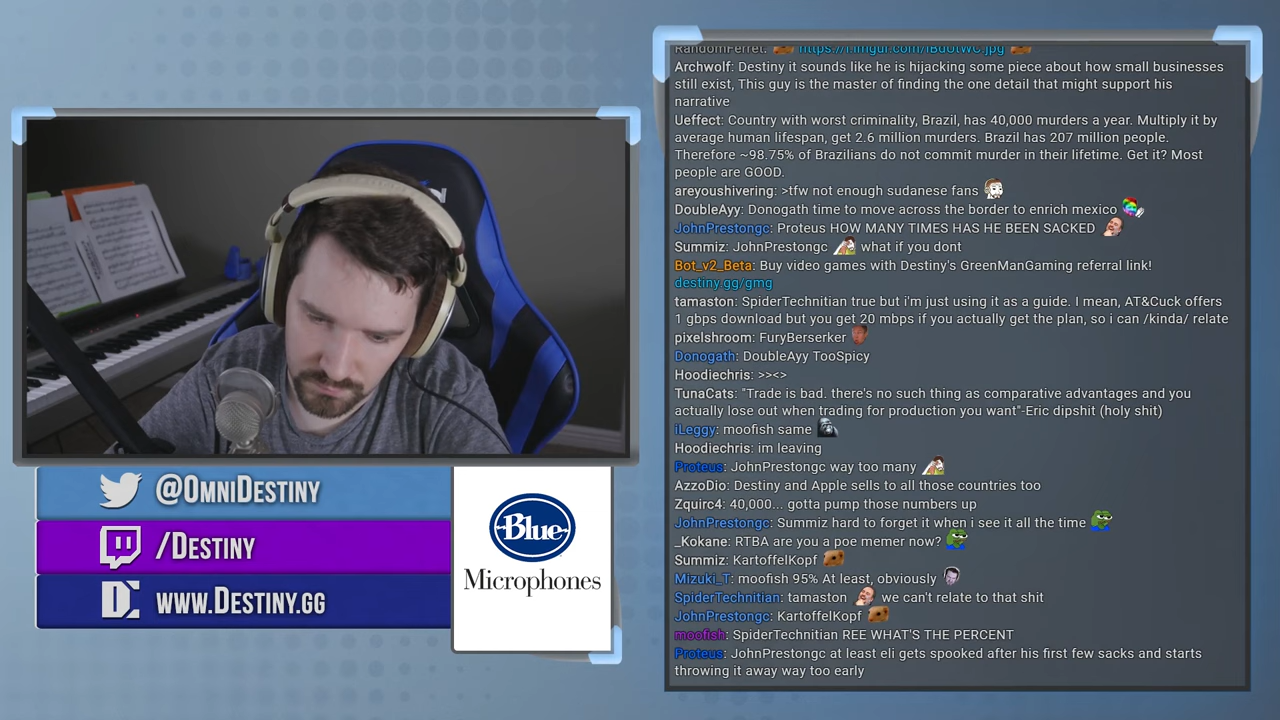 RandomFerret: https://i.imgur.com/
Archwolf: Destiny it sounds like he is hijacking some piece about how small businesses
still exist, This guy is the master of finding the one detail that might support his
narrative
Ueffect: Country with worst criminality, Brazil, has 40,000 murders a year. Multiply it by
average human lifespan, get 2.6 million murders. Brazil has 207 million people.
Therefore ~98.75% of Brazilians do not commit murder in their lifetime. Get it? Most
people are GOOD.
areyoushivering: >tfw not enough sudanese fans
DoubleAyy: Donogath time to move across the border to enrich mexico
JohnPrestongc: Proteus HOW MANY TIMES HAS HE BEEN SACKED
Summiz: JohnPrestongc what if you dont
Bot_v2_Beta: Buy video games with Destiny's GreenManGaming referral link!
destiny.gg/gmg
tamaston: SpiderTechnitian true but i'm just using it as a guide. I mean, AT&Cuck offers
1 gbps download but you get 20 mbps if you actually get the plan, so i can /kinda/ relate
pixelshroom: FuryBerserker
Donogath: DoubleAyy TooSpicy
Hoodiechris: >><>
TunaCats: "Trade is bad. there's no such thing as comparative advantages and you
actually lose out when trading for production you want"-Eric dipshit (holy shit)
iLeggy: moofish same
Hoodiechris: im leaving
Proteus: JohnPrestongc way too many
AzzoDio: Destiny and Apple sells to all those countries too
Zquirc4: 40,000... gotta pump those numbers up
JohnPrestongc: Summiz hard to forget it when i see it all the time
_Kokane: RTBA are you a poe memer now?
Summiz: KartoffelKopf
Mizuki_T: moofish 95% At least, obviously
SpiderTechnitian: tamaston we can't relate to that shit
JohnPrestongc: KartoffelKopf
moofish: SpiderTechnitian REE WHAT'S THE PERCENT
Proteus: JohnPrestongc at least eli gets spooked after his first few sacks and starts
throwing it away way too early
@OmniDestiny
/Destiny
www.Destiny.gg
Blue
Microphones